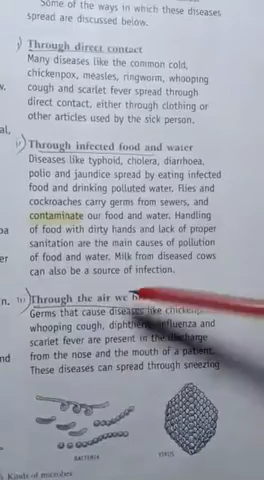 Some of the ways in which these diseases
spread are discussed below.
i) Through direct contact
Many diseases like the common cold,
chickenpox, measles, ringworm, whooping
cough and scarlet fever spread through
direct contact, either through clothing or
other articles used by the sick person.
ii) Through infected food and water
Diseases like typhoid, cholera, diarrhoea,
polio and jaundice spread by eating infected
food and drinking polluted water. Flies and
cockroaches carry germs from sewers, and
contaminate our food and water. Handling
of food with dirty hands and lack of proper
sanitation are the main causes of pollution
of food and water. Milk from diseased cows
can also be a source of infection.
Through the air we
Germs that cause diseases like
whooping cough, influenza and
scarlet fever are present in the discharge
from the nose and the mouth of a patient.
These diseases can spread through sneezing
BACTERIA
VIRUS
Kinds of microbes